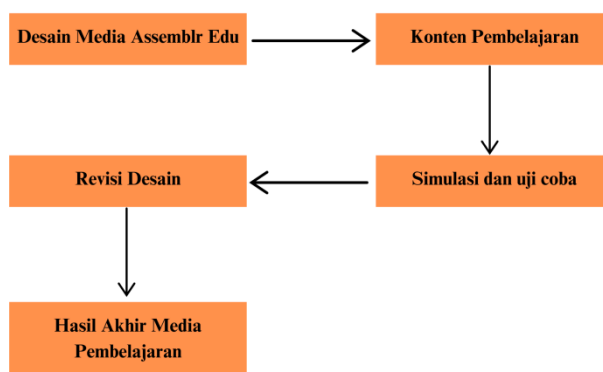 Desain Media Assemblr Edu
Konten Pembelajaran
Simulasi dan uji coba
Revisi Desain
Hasil Akhir Media
Pembelajaran